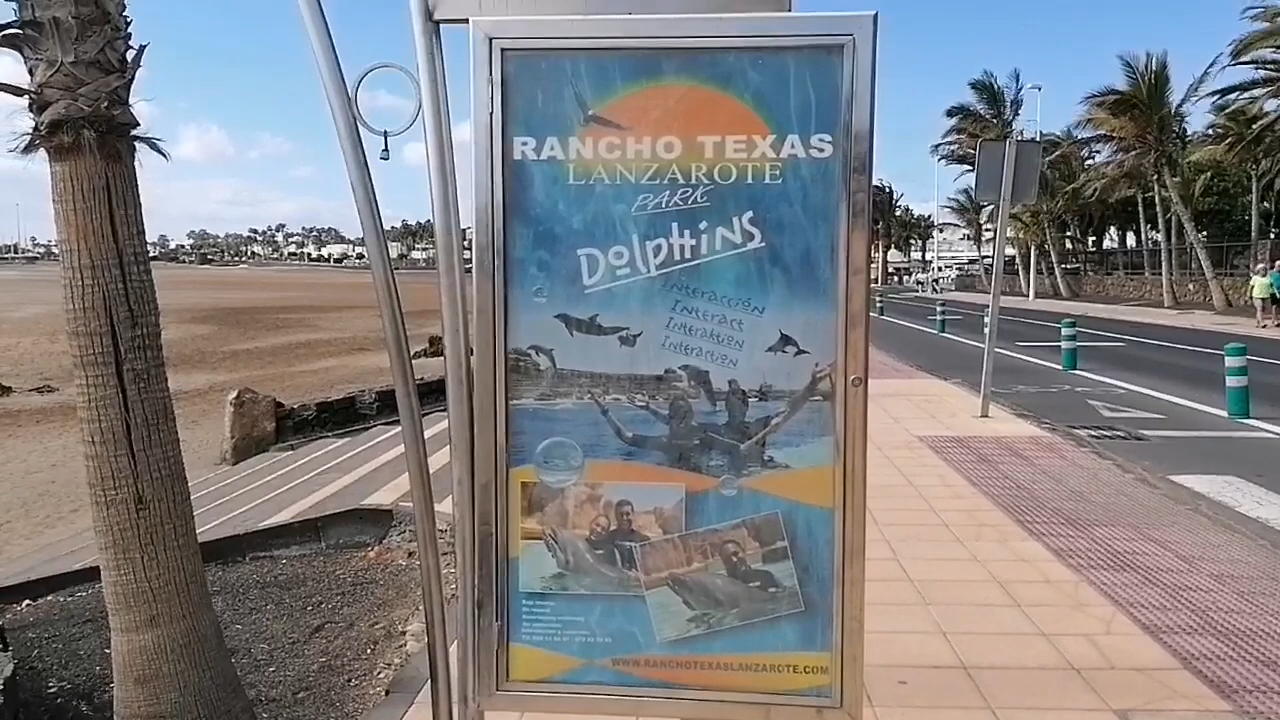 RANCHO TEXAS
LANZAROTE
PARK
DOLPHINS
Interacción
Interact
Interaktion
Interaction
WWW.RANCHOTEXASLANZAROTE.COM